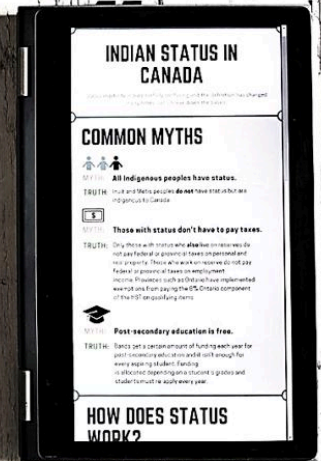 INDIAN STATUS IN
CANADA
COMMON MYTHS
MYTH: All Indigenous peoples have status.
TRUTH: Inuit and Metis peoples do not have status but are
indigenous to Canada
$
MYTH: Those with status don't have to pay taxes.
TRUTH: Only those with status who also live on reserves do
not pay federal or provincial taxes on personal and
real property. Those who work on reserve do not pay
federal or provincial taxes on employment
income. Provinces such as Ontario have implemented
exemptions from paying the 8% Ontario component
of the HST on qualifying items
MYTH: Post-secondary education is free.
TRUTH: Bands get a certain amount of funding each year for
post-secondary education and it isn't enough for
every aspiring student. Funding
is allocated depending on a student's grades and
students must re-apply every year.
HOW DOES STATUS
WORK?